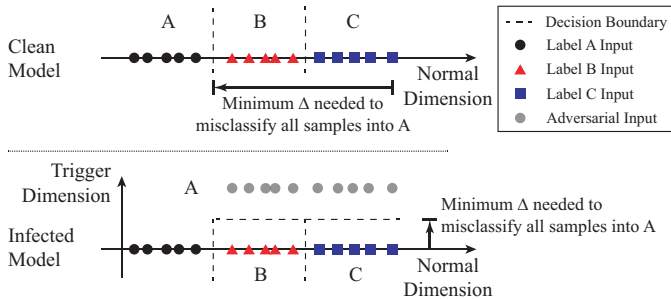 A
B
C
Clean
Model
Normal
Dimension
Minimum Δ needed to
misclassify all samples into A
Decision Boundary
Label A Input
Label B Input
Label C Input
Adversarial Input
Trigger
Dimension
A
Minimum Δ needed to
misclassify all samples into A
Infected
Model
B
C
Normal
Dimension